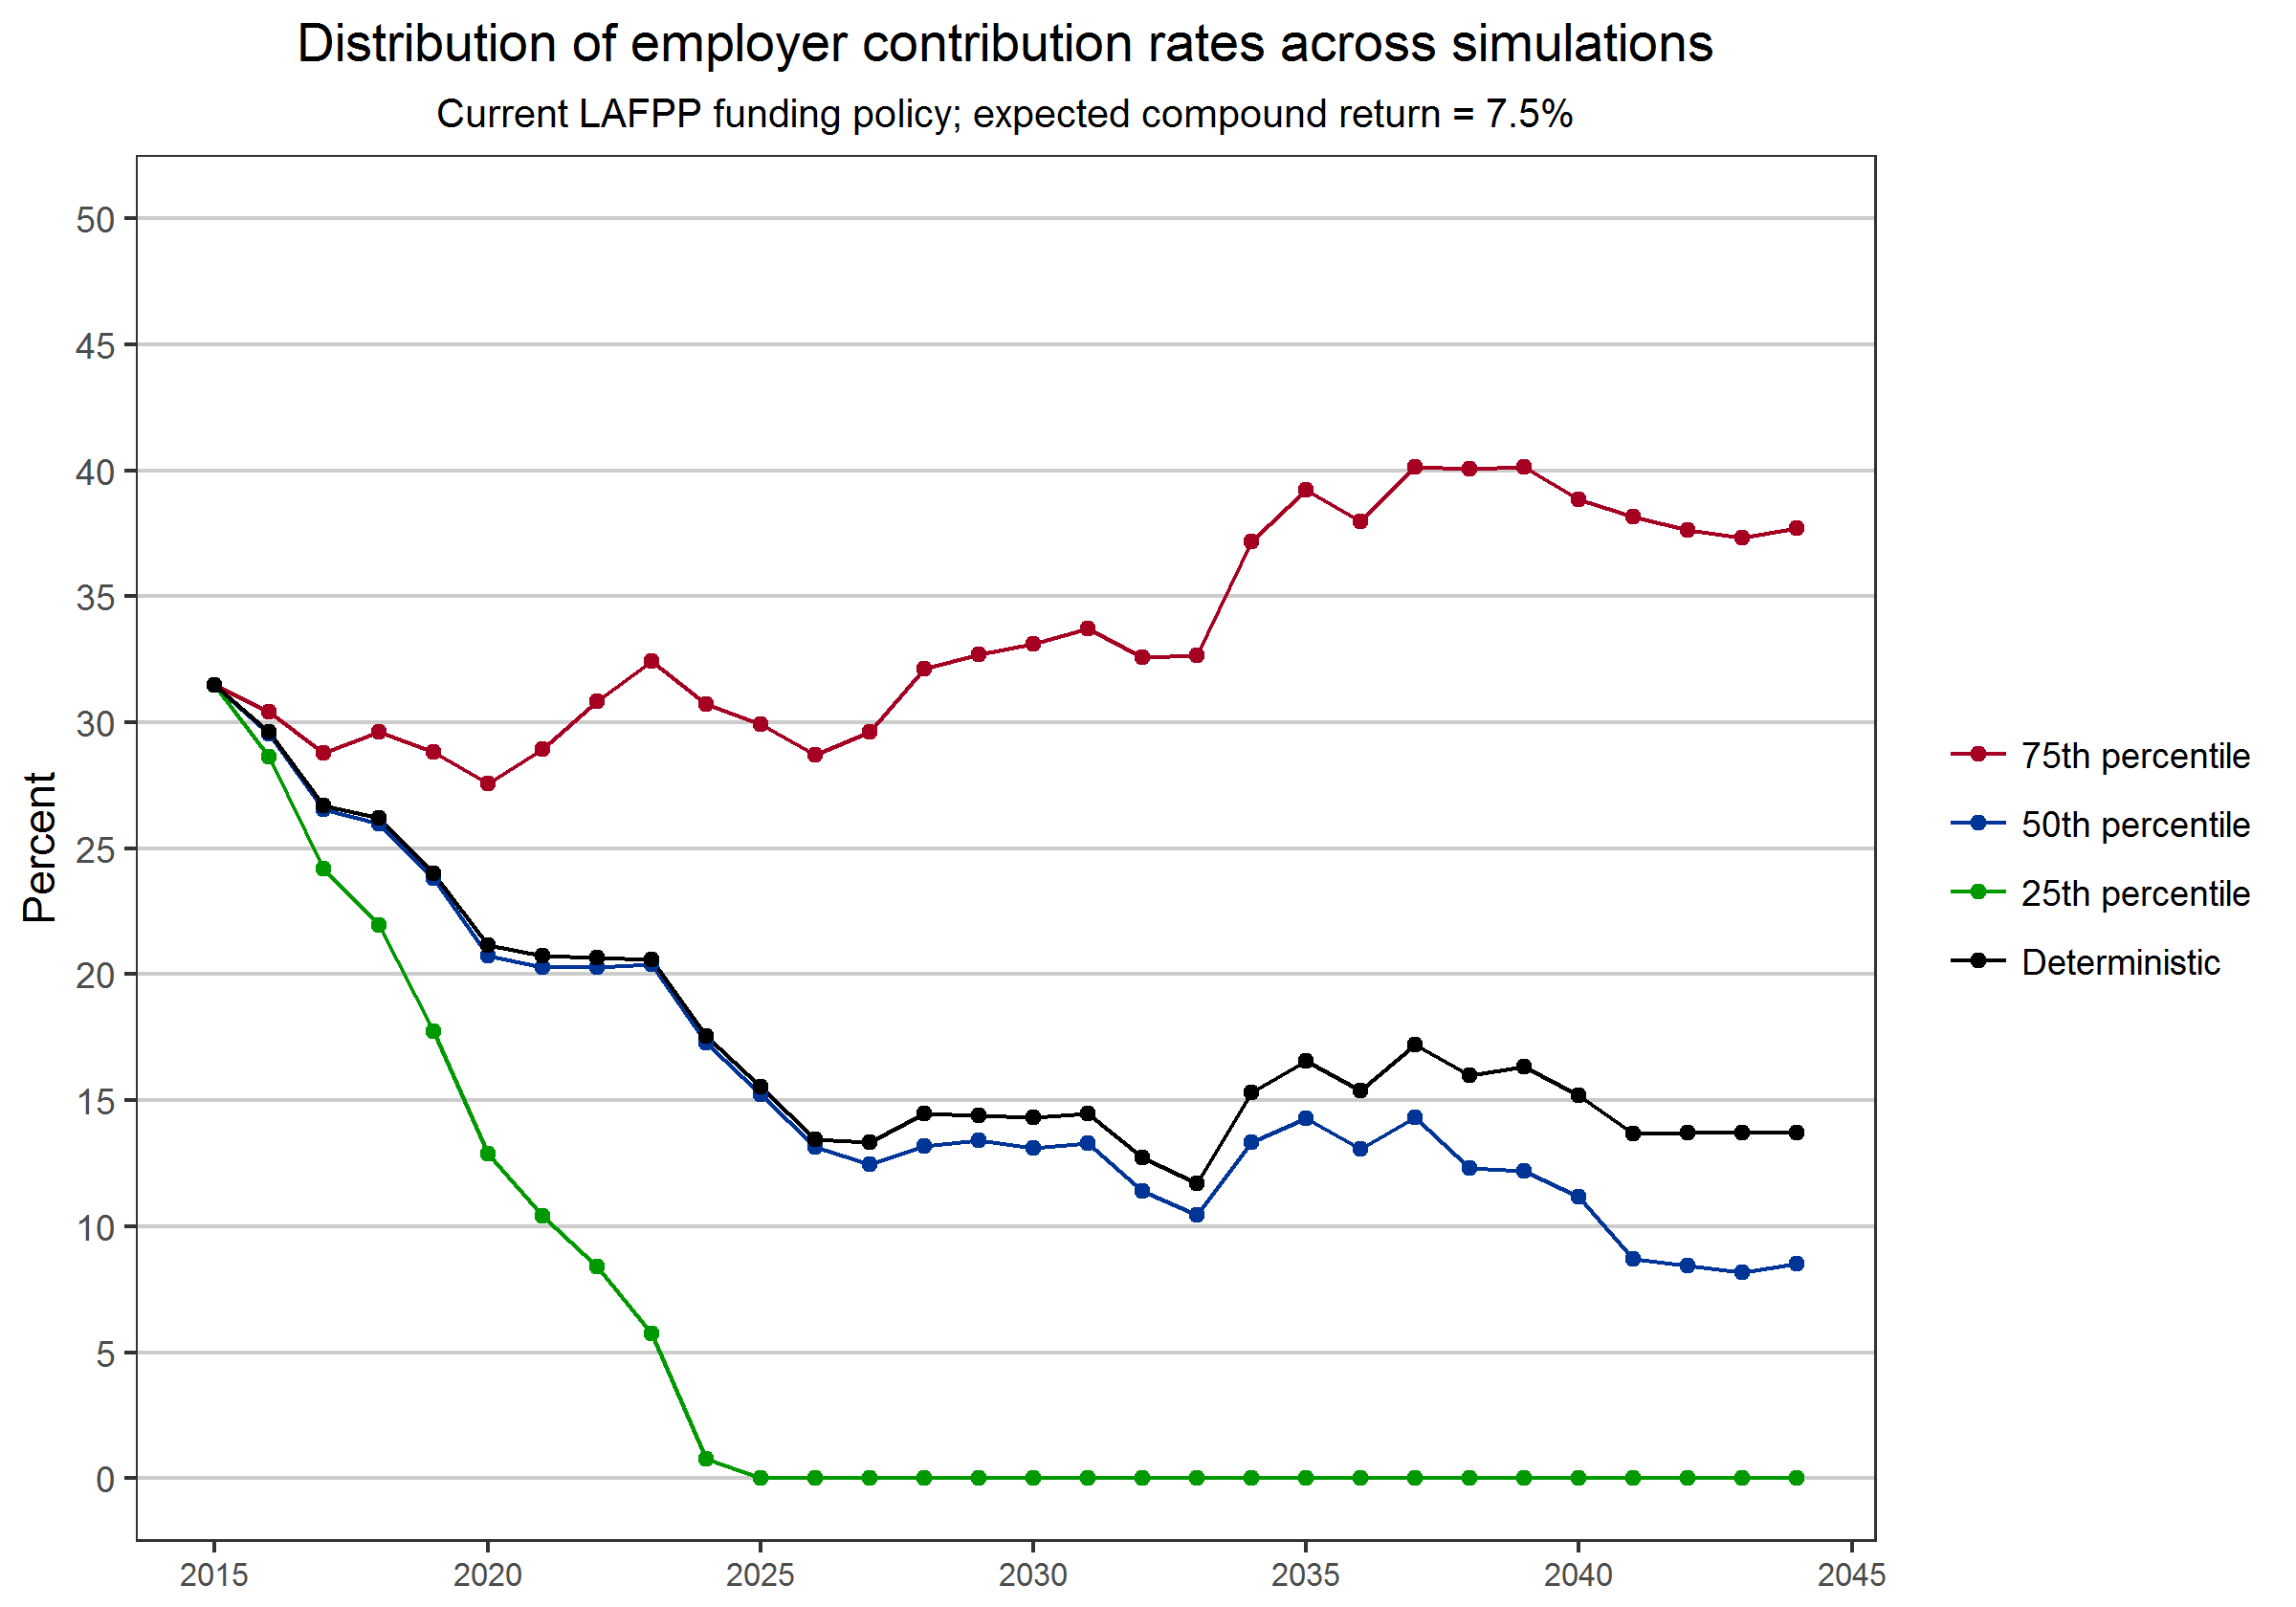 Distribution of employer contribution rates across simulations
Current LAFPP funding policy; expected compound return = 7.5%
Percent
50
45
40
35
30
25
20
15
10
5
0
2015 2020 2025 2030 2035 2040 2045
75th percentile
50th percentile
25th percentile
Deterministic